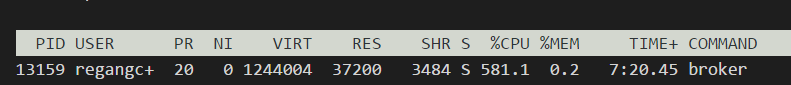 PID USER PR NI VIRT RES SHR S %CPU %MEM TIME+ COMMAND
13159 regangc+ 20 0 1244004 37200 3484 S 581.1 0.2 7:20.45 broker